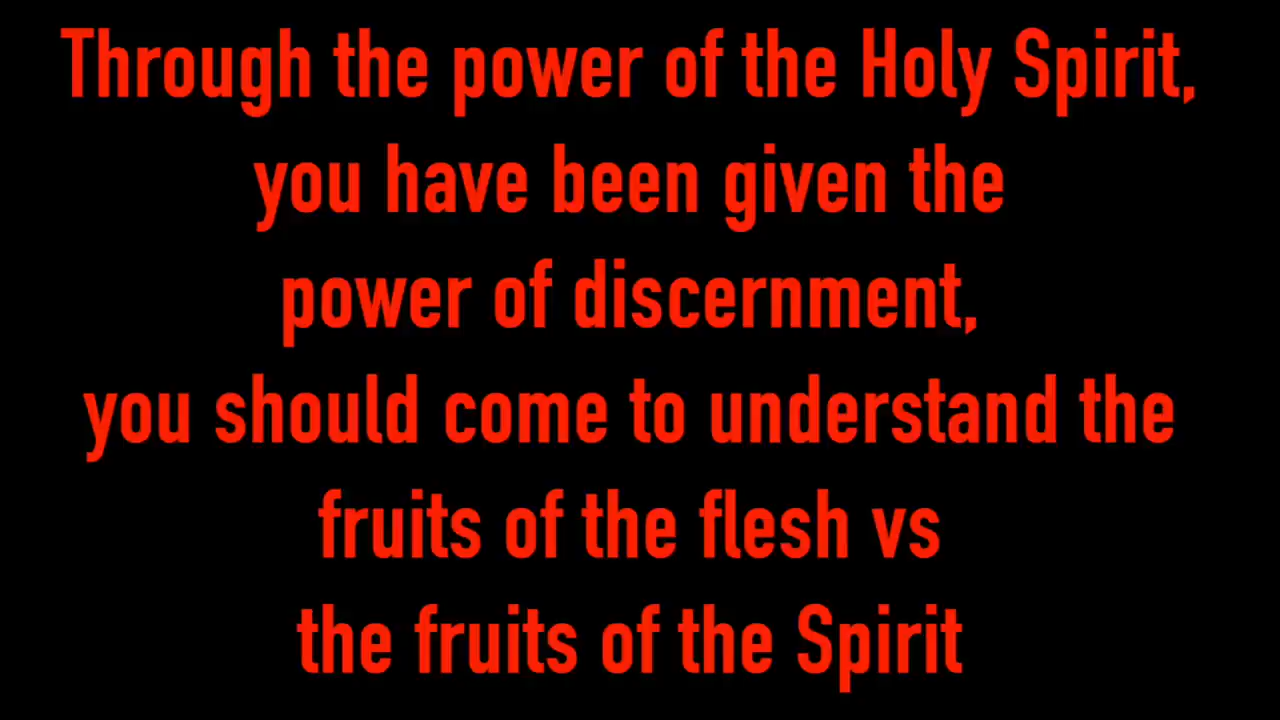 Through the power of the Holy Spirit,
you have been given the
power of discernment,
you should come to understand the
fruits of the flesh vs
the fruits of the Spirit